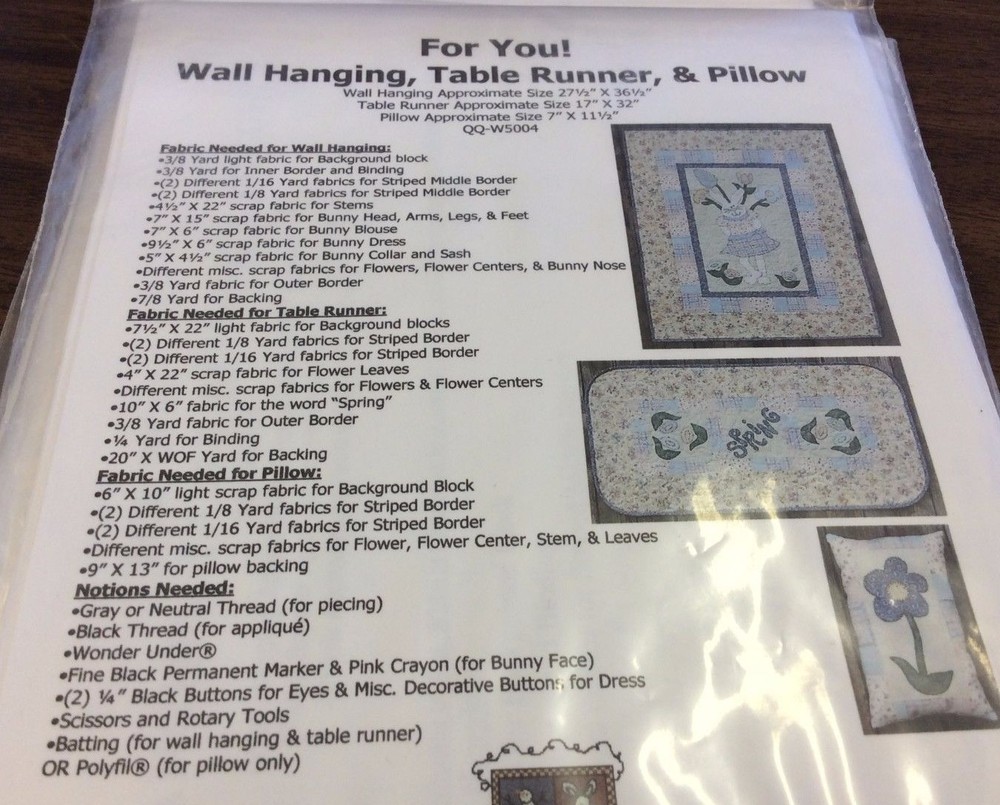 For You!
Wall Hanging, Table Runner, & Pillow
Wall Hanging Approximate Size 27½" X 36½"
Table Runner Approximate Size 17" X 32"
Pillow Approximate Size 7" X 11½"
QQ-W5004
Fabric Needed for Wall Hanging:
•3/8 Yard light fabric for Background block
•3/8 Yard for Inner Border and Binding
•(2) Different 1/16 Yard fabrics for Striped Middle Border
•(2) Different 1/8 Yard fabrics for Striped Middle Border
•4½" X 22" scrap fabric for Stems
•7" X 15" scrap fabric for Bunny Head, Arms, Legs, & Feet
•7" X 6" scrap fabric for Bunny Blouse
•9½" X 6" scrap fabric for Bunny Dress
•5" X 4½" scrap fabric for Bunny Collar and Sash
•Different misc. scrap fabrics for Flowers, Flower Centers, & Bunny Nose
•3/8 Yard fabric for Outer Border
•7/8 Yard for Backing
Fabric Needed for Table Runner:
•7½" X 22" light fabric for Background blocks
•(2) Different 1/8 Yard fabrics for Striped Border
•(2) Different 1/16 Yard fabrics for Striped Border
•4" X 22" scrap fabric for Flower Leaves
•Different misc. scrap fabrics for Flowers & Flower Centers
•10" X 6" fabric for the word "Spring"
•3/8 Yard fabric for Outer Border
•¼ Yard for Binding
•20" X WOF Yard for Backing
SPRING
Fabric Needed for Pillow:
•6" X 10" light scrap fabric for Background Block
•(2) Different 1/8 Yard fabrics for Striped Border
•(2) Different 1/16 Yard fabrics for Striped Border
•Different misc. scrap fabrics for Flower, Flower Center, Stem, & Leaves
•9" X 13" for pillow backing
Notions Needed:
•Gray or Neutral Thread (for piecing)
•Black Thread (for appliqué)
•Wonder Under®
•Fine Black Permanent Marker & Pink Crayon (for Bunny Face)
•(2) ¼" Black Buttons for Eyes & Misc. Decorative Buttons for Dress
•Scissors and Rotary Tools
•Batting (for wall hanging & table runner)
OR Polyfil® (for pillow only)